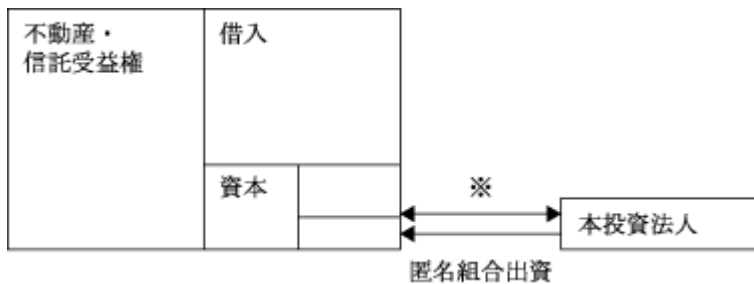 不動産・
信託受益権
借入
資本
※
本投資法人
匿名組合出資